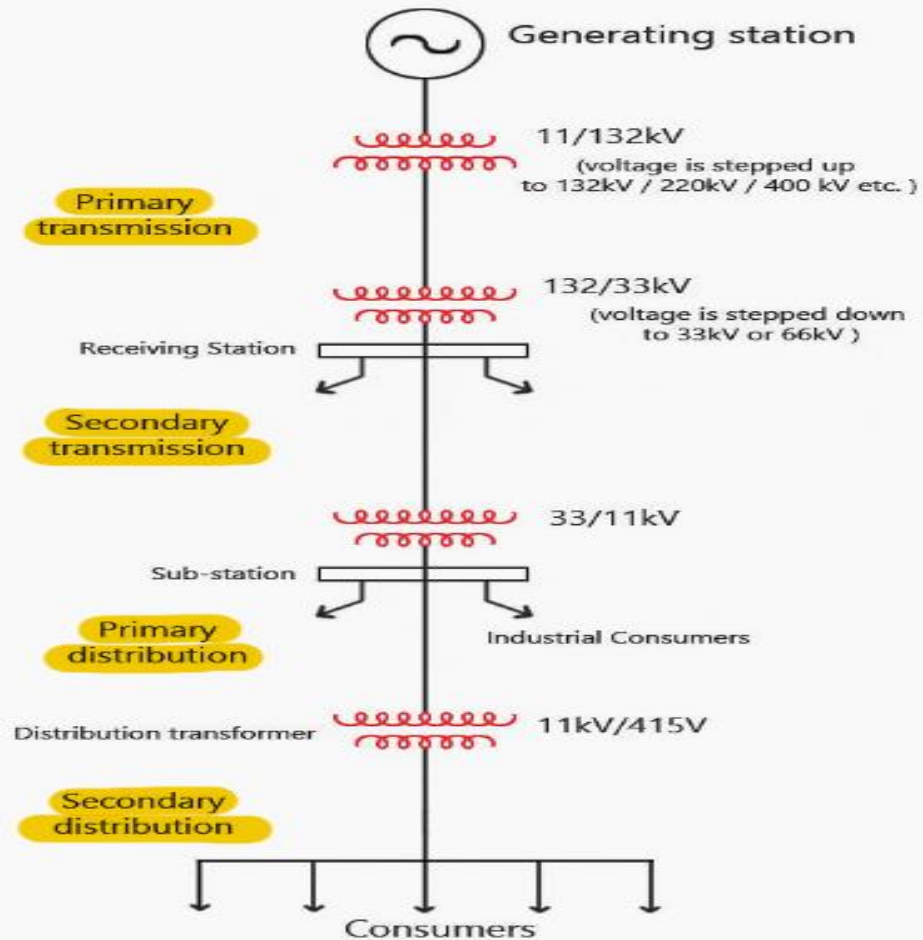 Generating station
11/132kV
(voltage is stepped up
to 132kV / 220kV / 400 kV etc. )
Primary
transmission
132/33kV
(voltage is stepped down
to 33kV or 66kV )
Receiving Station
Secondary
transmission
33/11kV
Sub-station
Primary
distribution
Industrial Consumers
11kV/415V
Distribution transformer
Secondary
distribution
Consumers